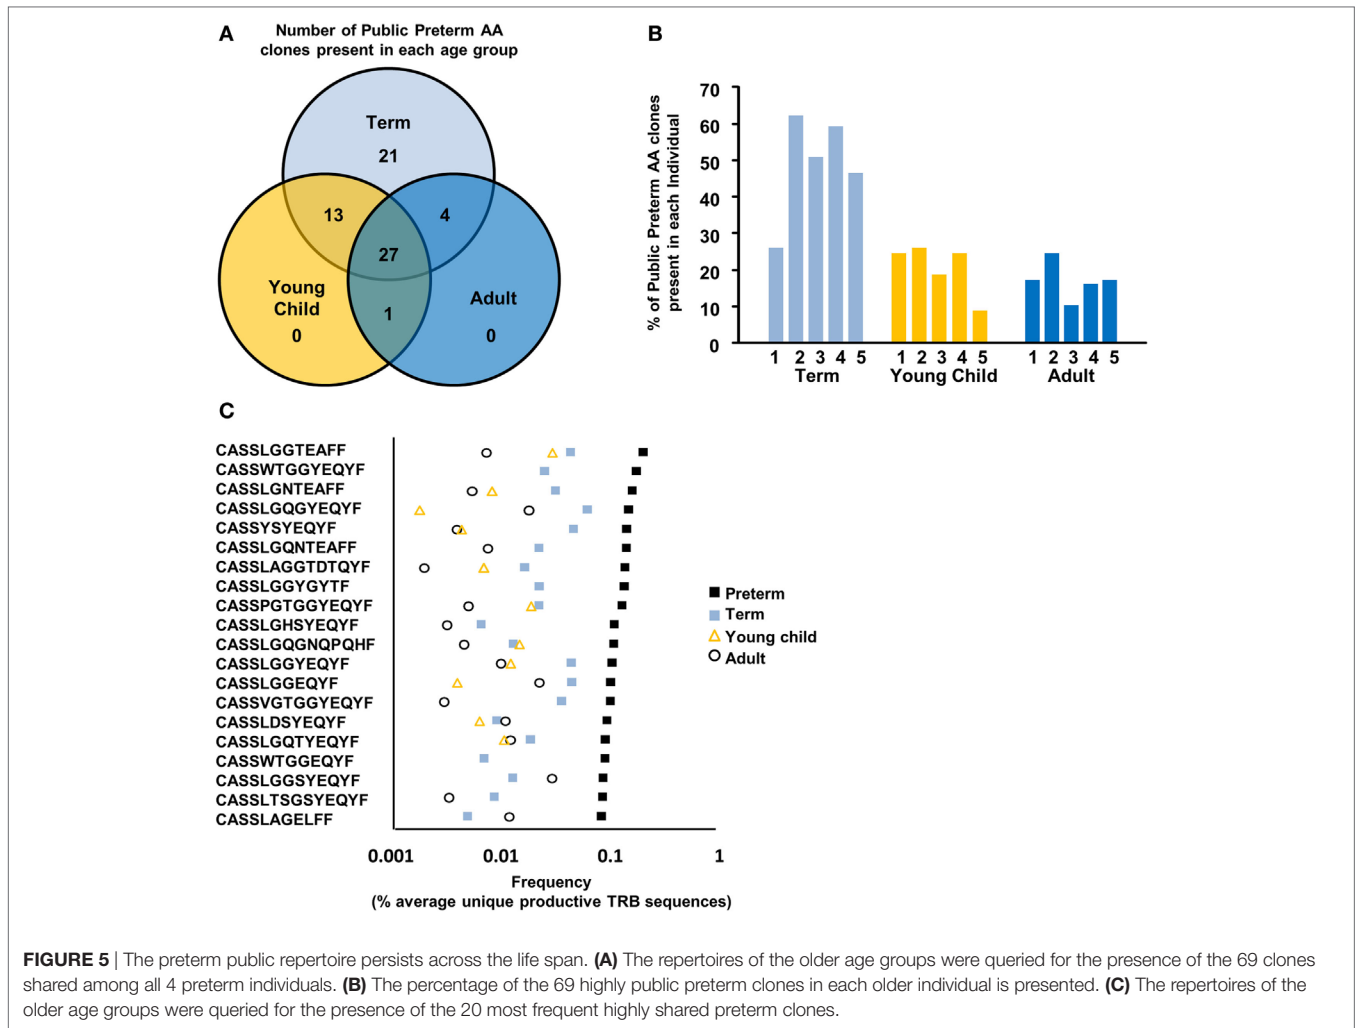 A
Number of Public Preterm AA
clones present in each age group
Term
21
13
4
27
Young
Child
0
1
Adult
0
B
% of Public Preterm AA clones
present in each Individual
70
60
50
40
30
20
10
0
1 2 3 4 5 1 2 3 4 5 1 2 3 4 5
Term Young Child Adult
C
CASSLGGTEAFF
CASSWTGGYEQYF
CASSLGNTEAFF
CASSLGQGYEQYF
CASSYSYEQYF
CASSLGQNTEAFF
CASSLAGGTDTQYF
CASSLGGYGYTF
CASSPGTGGYEQYF
CASSLGHSYEQYF
CASSLGQGNQPQHF
CASSLGGYEQYF
CASSLGGEQYF
CASSVGTGGYEQYF
CASSLDSYEQYF
CASSLGQTYEQYF
CASSWTGGEQYF
CASSLGGSYEQYF
CASSLTSGSYEQYF
CASSLAGELFF
Preterm
Term
Young child
Adult
0.001 0.01 0.1 1
Frequency
(% average unique productive TRB sequences)
FIGURE 5 | The preterm public repertoire persists across the life span. (A) The repertoires of the older age groups were queried for the presence of the 69 clones
shared among all 4 preterm individuals. (B) The percentage of the 69 highly public preterm clones in each older individual is presented. (C) The repertoires of the
older age groups were queried for the presence of the 20 most frequent highly shared preterm clones.